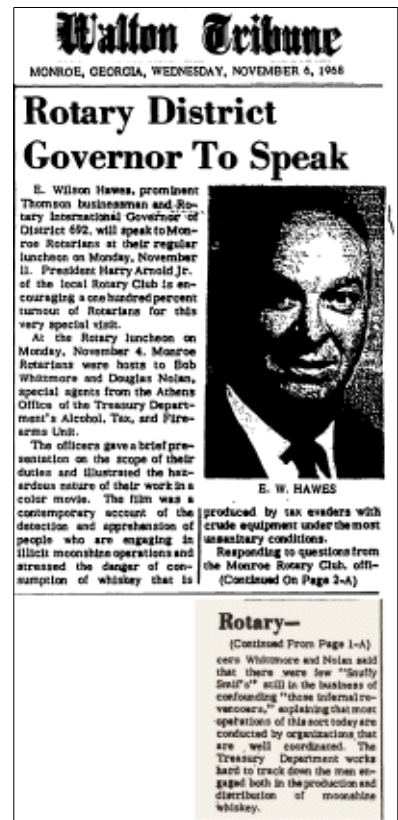 Walton Tribune
MONROE, GEORGIA, WEDNESDAY, NOVEMBER 6, 1968
Rotary District
Governor To Speak
E. Wilson Hawes, prominent
Thomson businessman and Ro-
tary International Governor of
District 692, will speak to Mon-
roe Rotarians at their regular
luncheon on Monday, November
11. President Harry Arnold Jr.
of the local Rotary Club is en-
couraging a one hundred percent
turnout of Rotarians for this
very special visit.
At the Rotary luncheon on
Monday, November 4, Monroe
Rotarians were hosts to Bob
Whitmore and Douglas Nolan,
special agents from the Athens
Office of the Treasury Depart-
ment's Alcohol, Tax, and Fire-
arms Unit.
The officers gave a brief pre-
sentation on the scope of their
duties and illustrated the haz-
ardous nature of their work in a
color movie. The film was a
contemporary account of the
detection and apprehension of
people who are engaging in
illicit moonshine operations and
stressed the danger of con-
sumption of whiskey that is
E. W. HAWES
produced by tax evaders with
crude equipment under the most
unsanitary conditions.
Responding to questions from
the Monroe Rotary Club, offi-
(Continued On Page 2-A)
Rotary—
(Continued From Page 1-A)
cers Whitmore and Nolan said
that there were few "Snuffy
Smif's" still in the business of
confounding "those infernal re-
venooers," explaining that most
operations of this sort today are
conducted by organizations that
are well coordinated. The
Treasury Department works
hard to track down the men en-
gaged both in the production and
distribution of moonshine
whiskey.